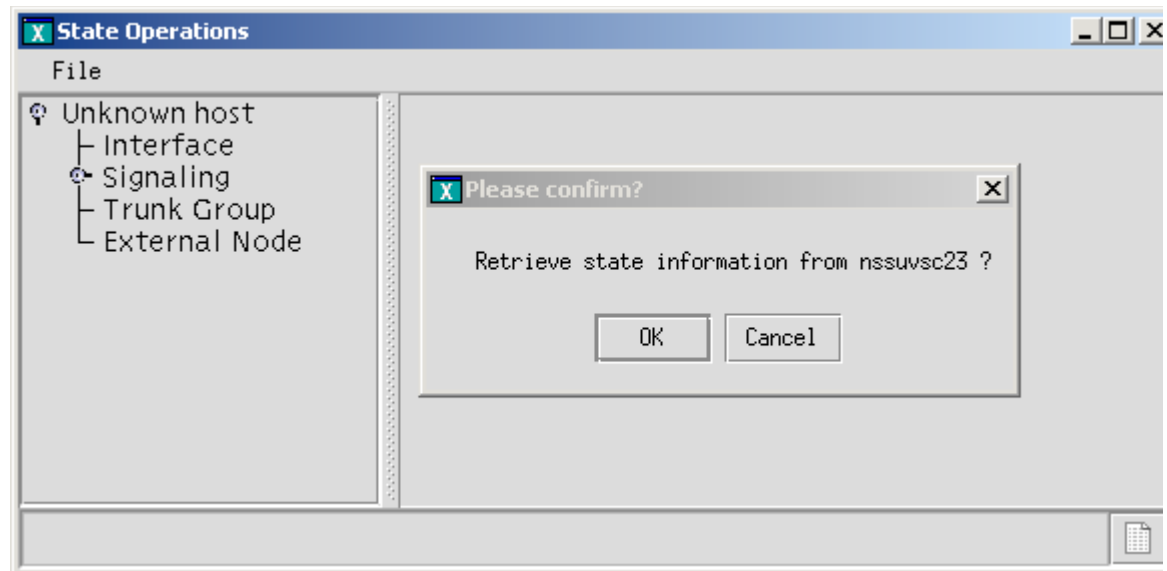 State Operations
File
Unknown host
Interface
Signaling
Trunk Group
External Node
Please confirm?
Retrieve state information from nssuvsc23 ?
OK Cancel